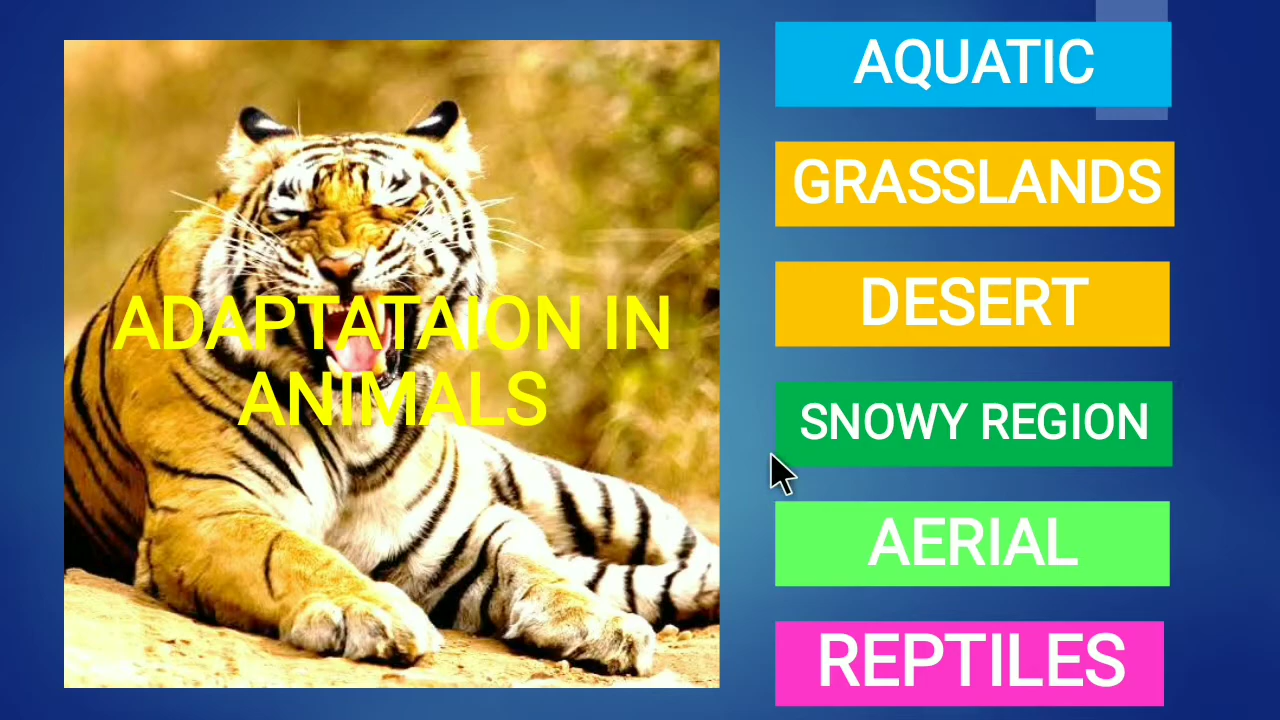 ADAPTATAION IN
ANIMALS
AQUATIC
GRASSLANDS
DESERT
SNOWY REGION
AERIAL
REPTILES